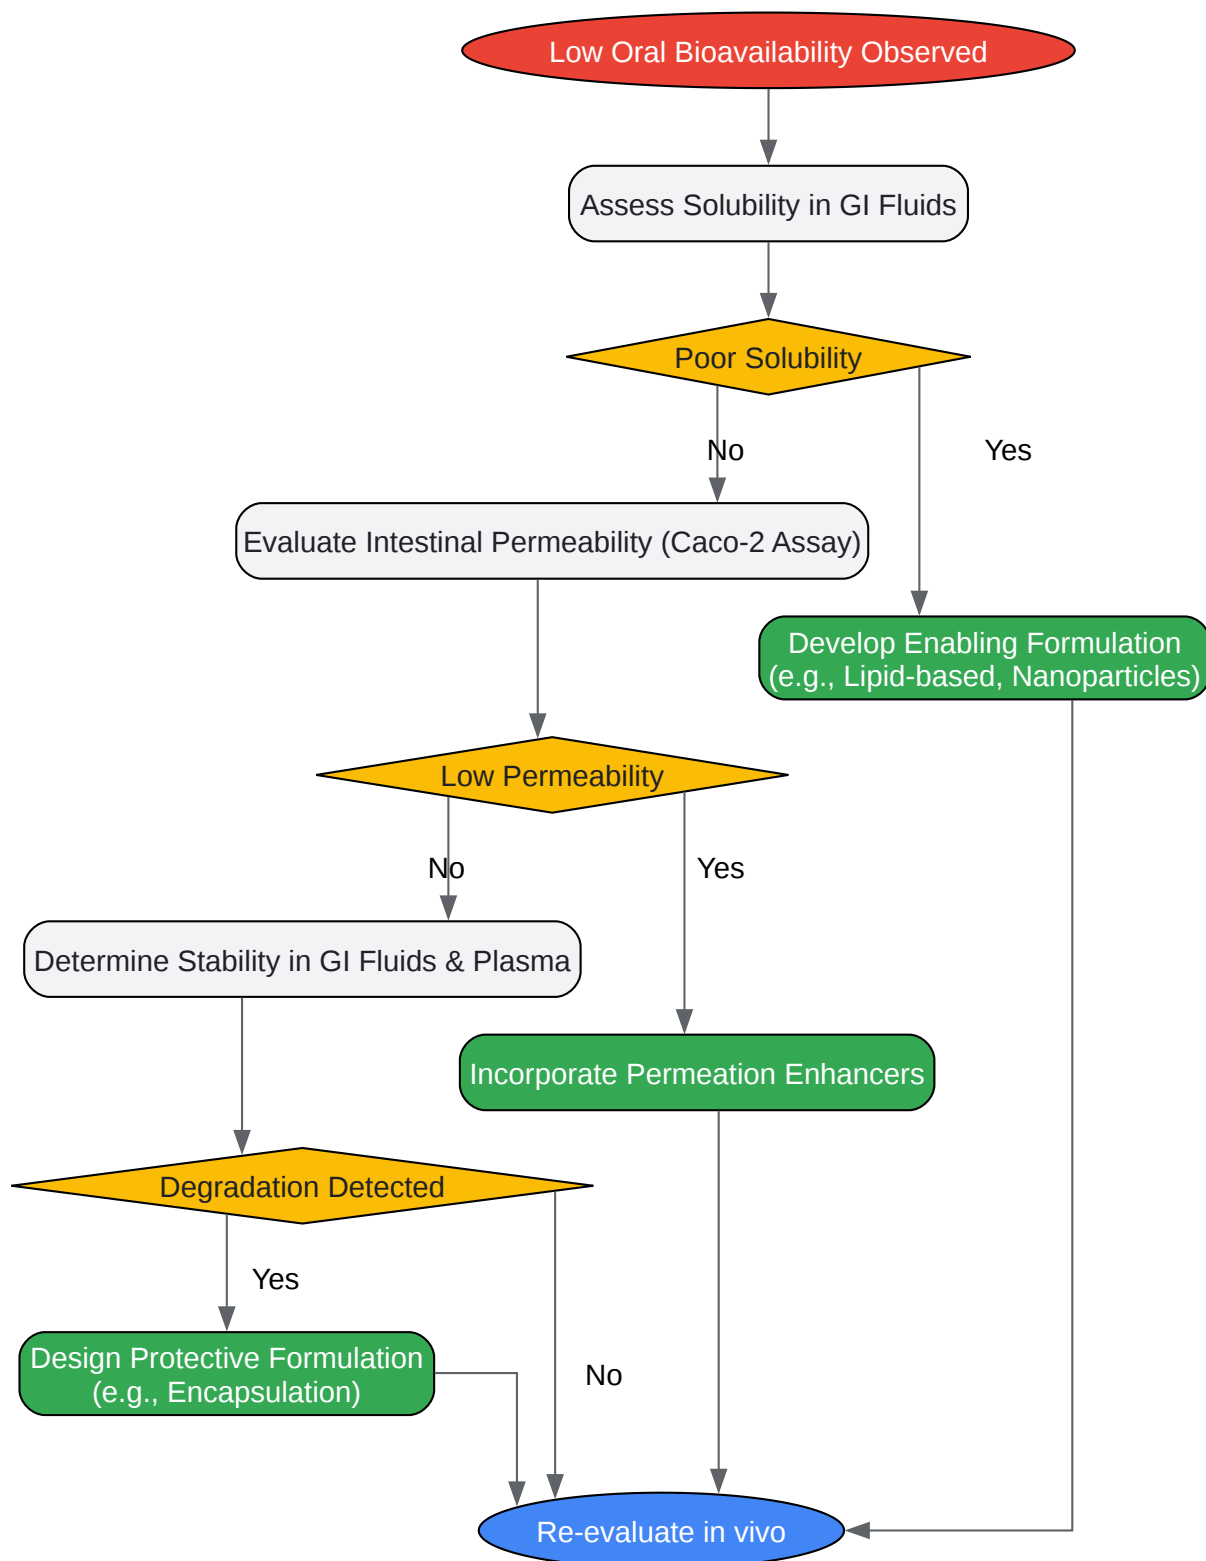 Low Oral Bioavailability Observed
Assess Solubility in GI Fluids
Poor Solubility
No
Yes
Evaluate Intestinal Permeability (Caco-2 Assay)
Develop Enabling Formulation
(e.g., Lipid-based, Nanoparticles)
Low Permeability
No
Yes
Determine Stability in GI Fluids & Plasma
Incorporate Permeation Enhancers
Degradation Detected
Yes
Design Protective Formulation
(e.g., Encapsulation)
No
Re-evaluate in vivo